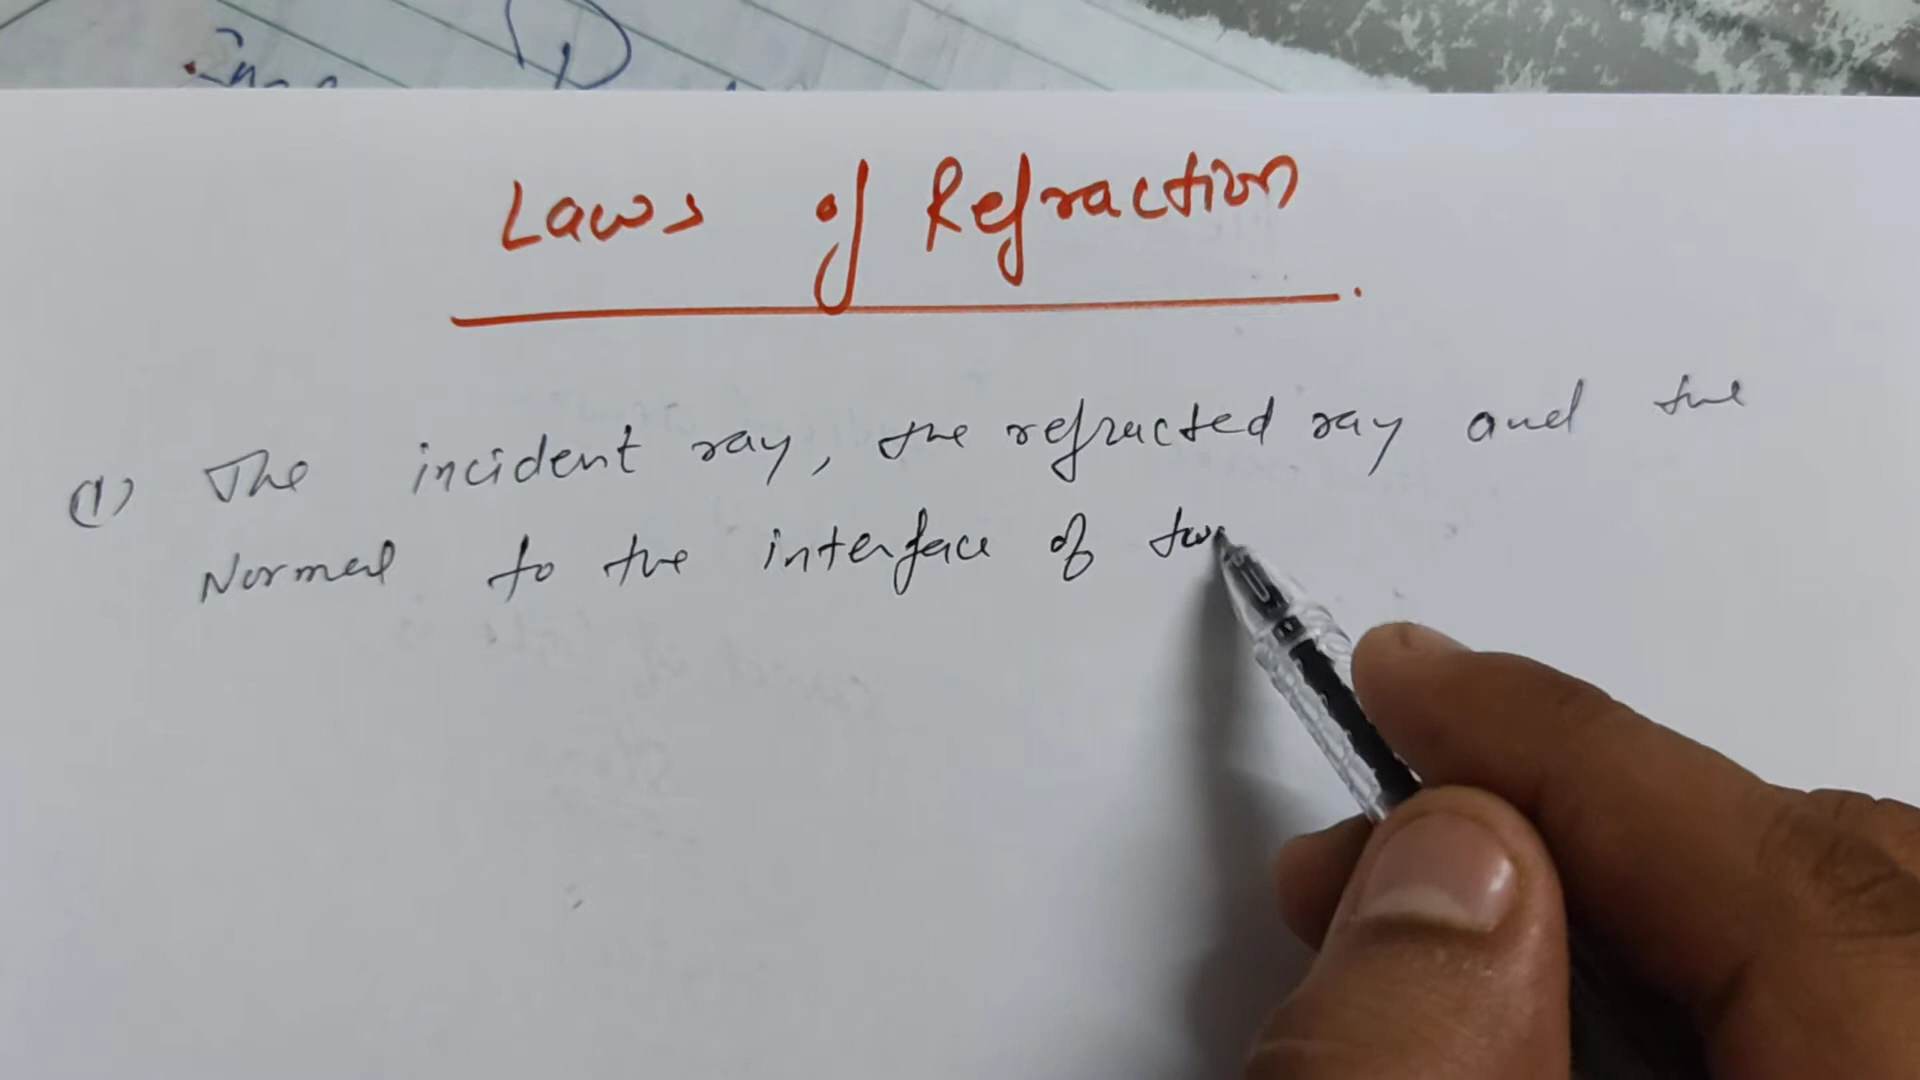 Laws of Refraction
(1) The incident ray, the refracted ray and the
Normal to the interface of two